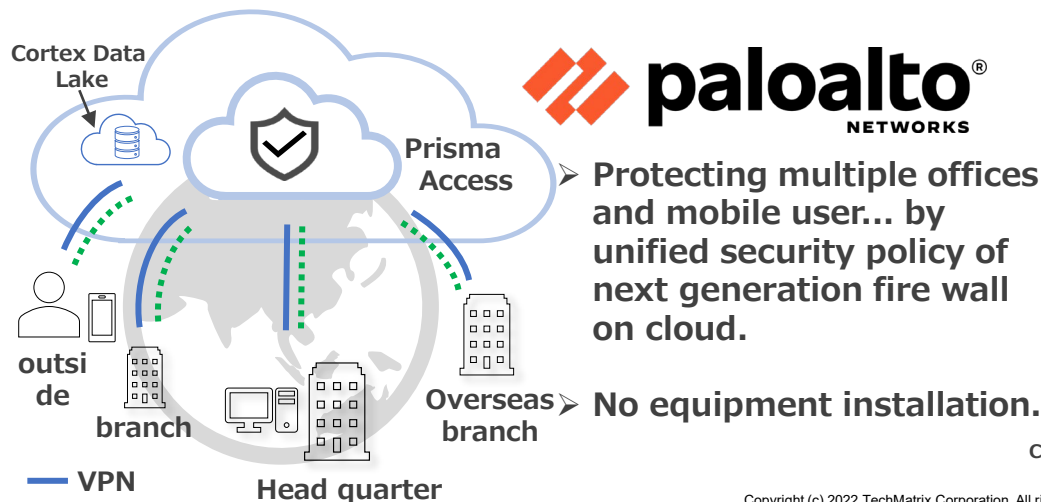 Cortex Data
Lake
Prisma
Access
outsi
de
branch
Head quarter
Overseas
branch
VPN
paloalto®
NETWORKS
➢ Protecting multiple offices
and mobile user... by
unified security policy of
next generation fire wall
on cloud.
➢ No equipment installation.
C
Copyright (c) 2022 TechMatrix Corporation. All ri